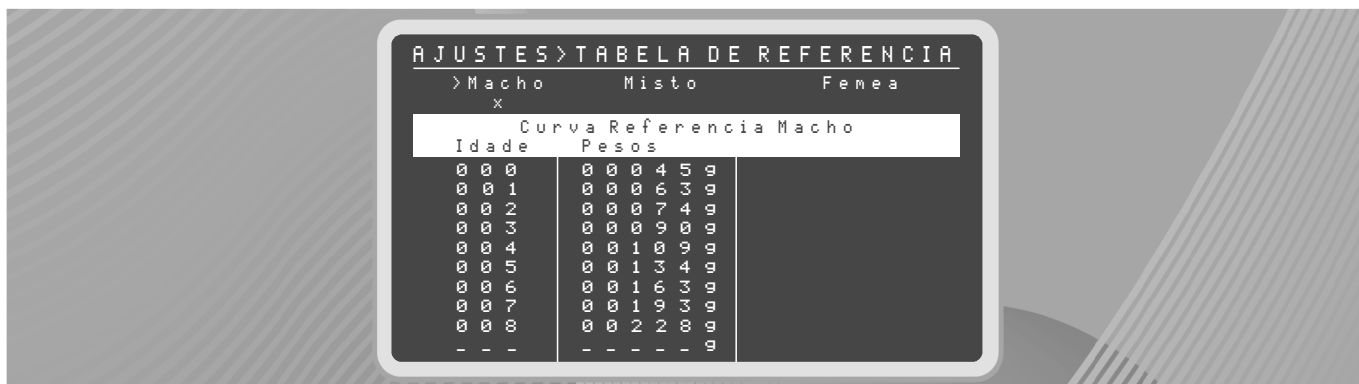 AJUSTES>TABELA DE REFERENCIA
>Macho Misto Femea
x
Curva Referencia Macho
Idade Pesos
000 00045g
001 00063g
002 00074g
003 00090g
004 00109g
005 00134g
006 00163g
007 00193g
008 00228g
_ _ _ _ _ _ _ _ g